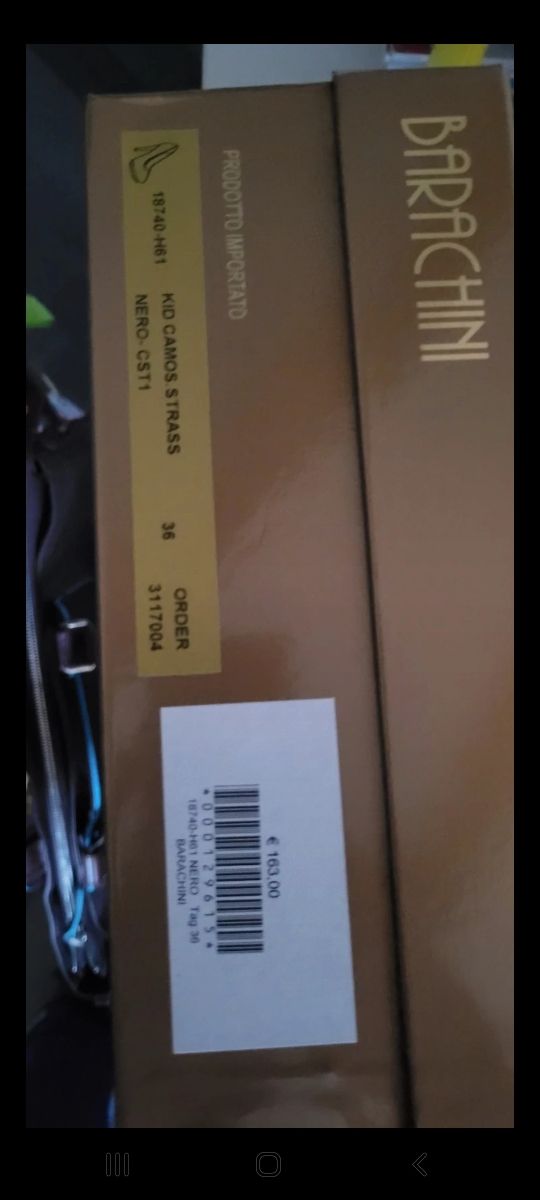 BARACHINI
PRODOTTO IMPORTATO
18740-H61 KID CAMOS.STRASS 36 ORDER
NERO- CST1 3117004
€ 163,00
*000129615*
18740-H61 NERO Tag 36
BARACHINI